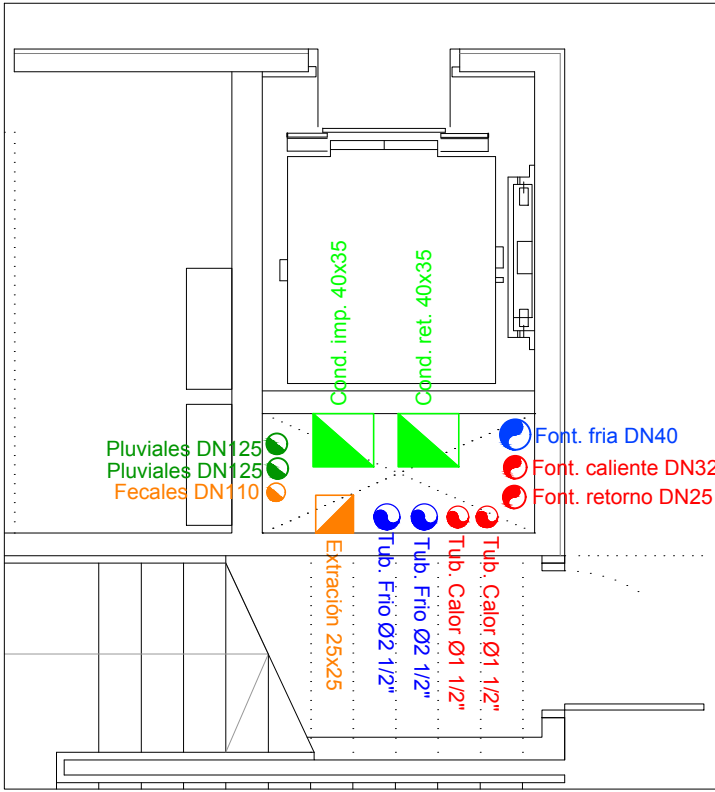 Cond. imp. 40x35
Cond. ret. 40x35
Pluviales DN125
Pluviales DN125
Fecales DN110
Font. fria DN40
Font. caliente DN32
Font. retorno DN25
Extración 25x25
Tub. Frio Ø2 1/2"
Tub. Frio Ø2 1/2"
Tub. Calor Ø1 1/2"
Tub. Calor Ø1 1/2"